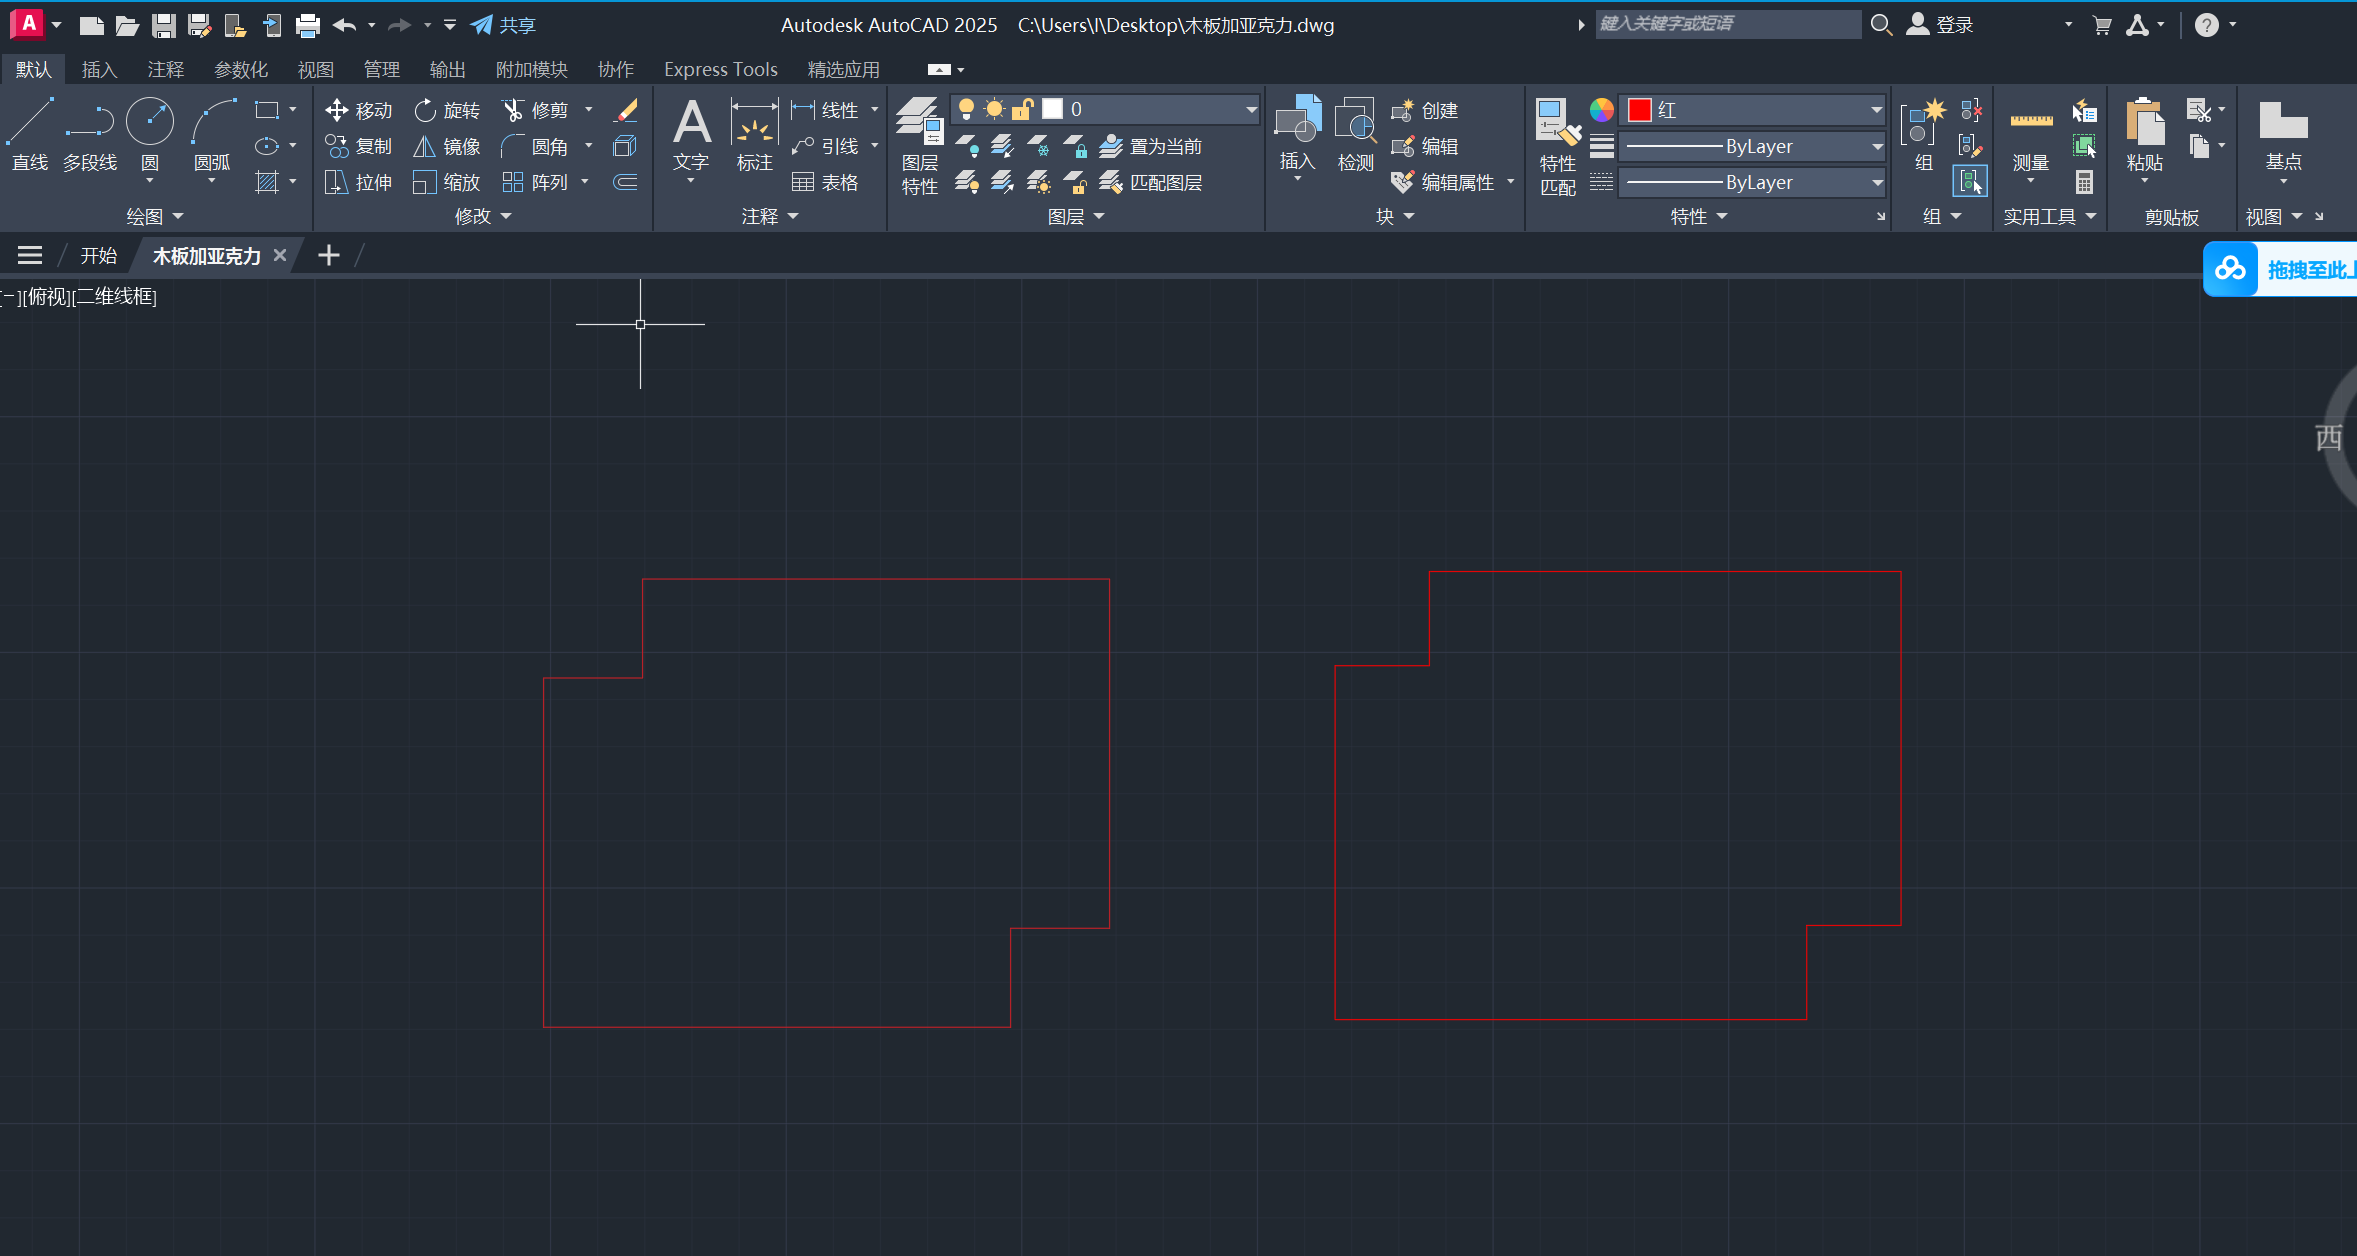 A
共享
Autodesk AutoCAD 2025 C:\Users\l\Desktop\木板加亚克力.dwg
键入关键字或短语
登录
?
默认 插入 注释 参数化 视图 管理 输出 附加模块 协作 Express Tools 精选应用
直线 多段线 圆 圆弧
移动 旋转 修剪
复制 镜像 圆角
拉伸 缩放 阵列
A
文字 标注
线性
引线
表格
图层
特性
0
置为当前
匹配图层
插入 检测
创建
编辑
编辑属性
特性
匹配
红
ByLayer
ByLayer
组
测量
粘贴
基点
绘图 修改 注释 图层 块 特性 组 实用工具 剪贴板 视图
开始 木板加亚克力
拖拽至此上
[−][俯视][二维线框]
西